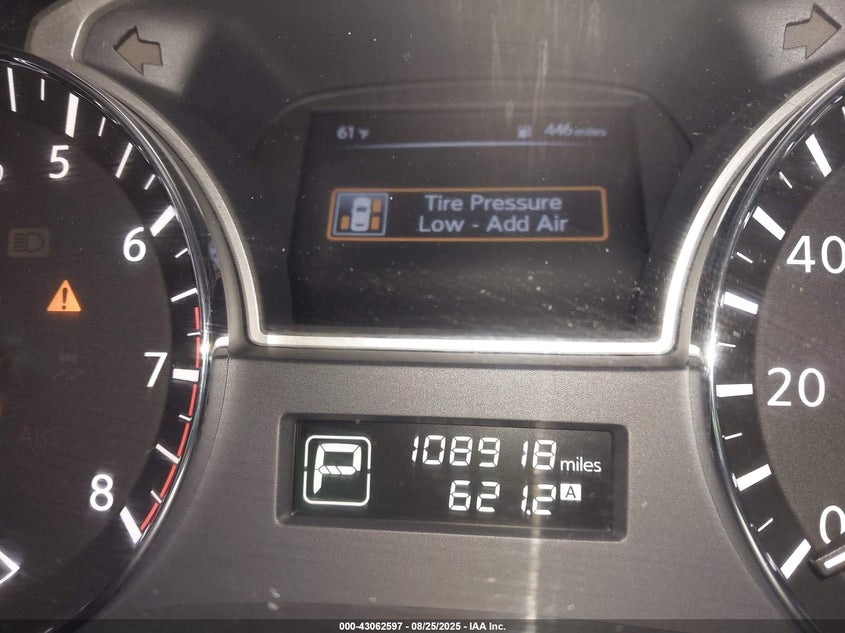 61°F 446 miles
Tire Pressure
Low - Add Air
5
6
7
8
ABS
40
20
0
P
108918 miles
621.2 A
000-43062597 - 08/25/2025 - IAA Inc.